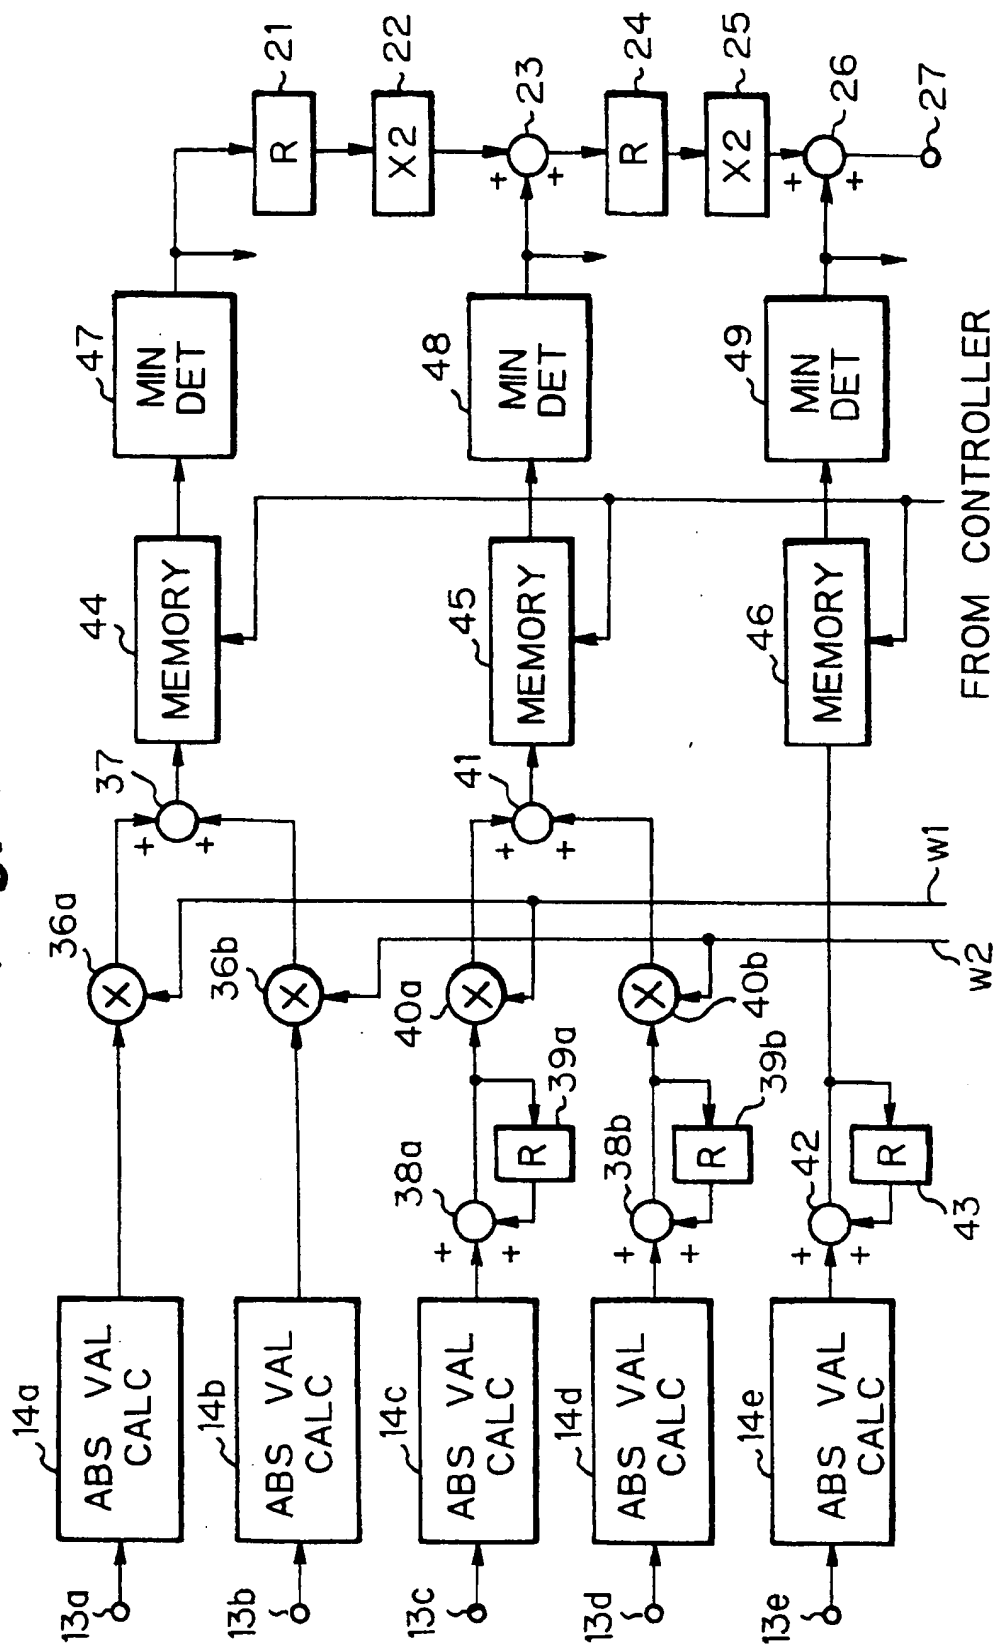 13a
14a
ABS VAL
CALC
36a
X
+
+
37
44
MEMORY
47
MIN
DET
R
21
X2
22
13b
14b
ABS VAL
CALC
36b
X
13c
14c
ABS VAL
CALC
+
+
38a
R
39a
40a
X
+
+
41
45
MEMORY
48
MIN
DET
+
+
23
R
24
X2
25
13d
14d
ABS VAL
CALC
+
+
38b
R
39b
X
40b
13e
14e
ABS VAL
CALC
+
+
42
R
43
46
MEMORY
49
MIN
DET
+
+
26
27
W2
W1
FROM CONTROLLER